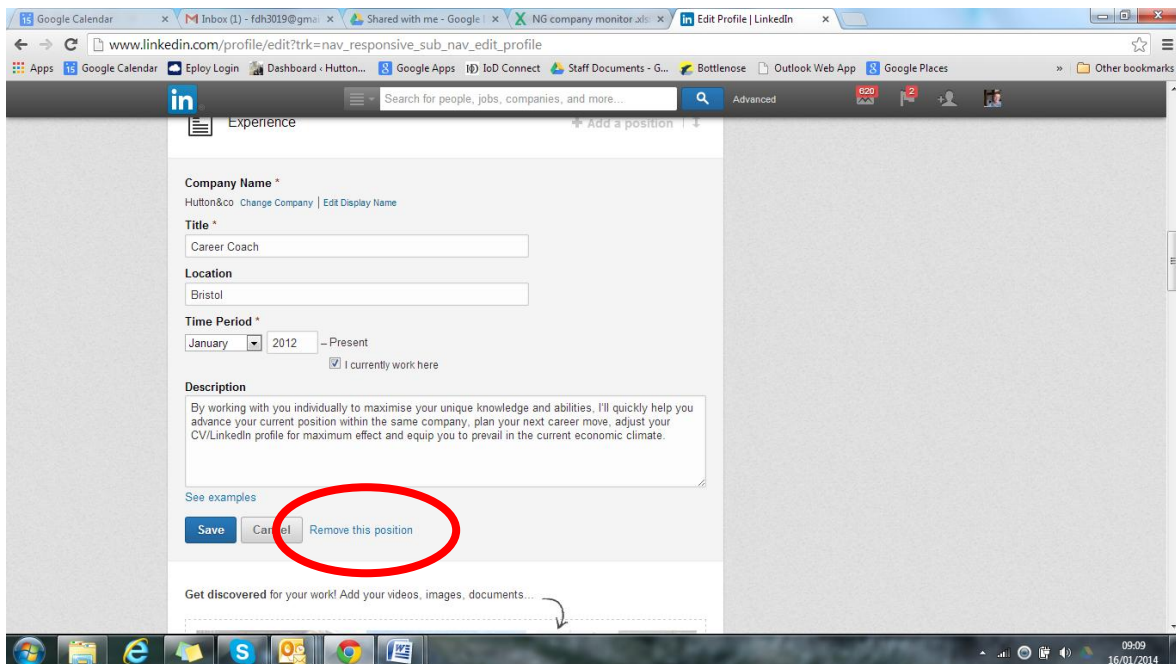 Google Calendar
M Inbox (1) - fdh3019@gma
Shared with me - Google
NG company monitor .xls
in Edit Profile | LinkedIn
www.linkedin.com/profile/edit?trk=nav_responsive_sub_nav_edit_profile
Apps 15 Google Calendar Eploy Login Dashboard ‹ Hutton... 8 Google Apps IoD Connect Staff Documents - G... Bottlenose Outlook Web App 8 Google Places » Other bookmarks
in Search for people, jobs, companies, and more... Advanced 620 2
Experience + Add a position
Company Name *
Hutton&co Change Company | Edit Display Name
Title *
Career Coach
Location
Bristol
Time Period *
January 2012 – Present
I currently work here
Description
By working with you individually to maximise your unique knowledge and abilities, I'll quickly help you
advance your current position within the same company, plan your next career move, adjust your
CV/LinkedIn profile for maximum effect and equip you to prevail in the current economic climate.
See examples
Save Cancel Remove this position
Get discovered for your work! Add your videos, images, documents...
09:09
16/01/2014